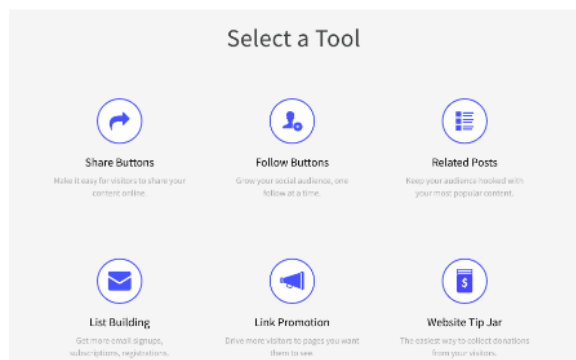 Select a Tool
Share Buttons
Make it easy for visitors to share your
content online.
Follow Buttons
Grow your social audience, one
follow at a time.
Related Posts
Keep your audience hooked with
your most popular content.
List Building
Get more email signups,
subscriptions, registrations.
Link Promotion
Drive more visitors to pages you want
them to see
Website Tip Jar
The easiest way to collect donations
from your visitors.